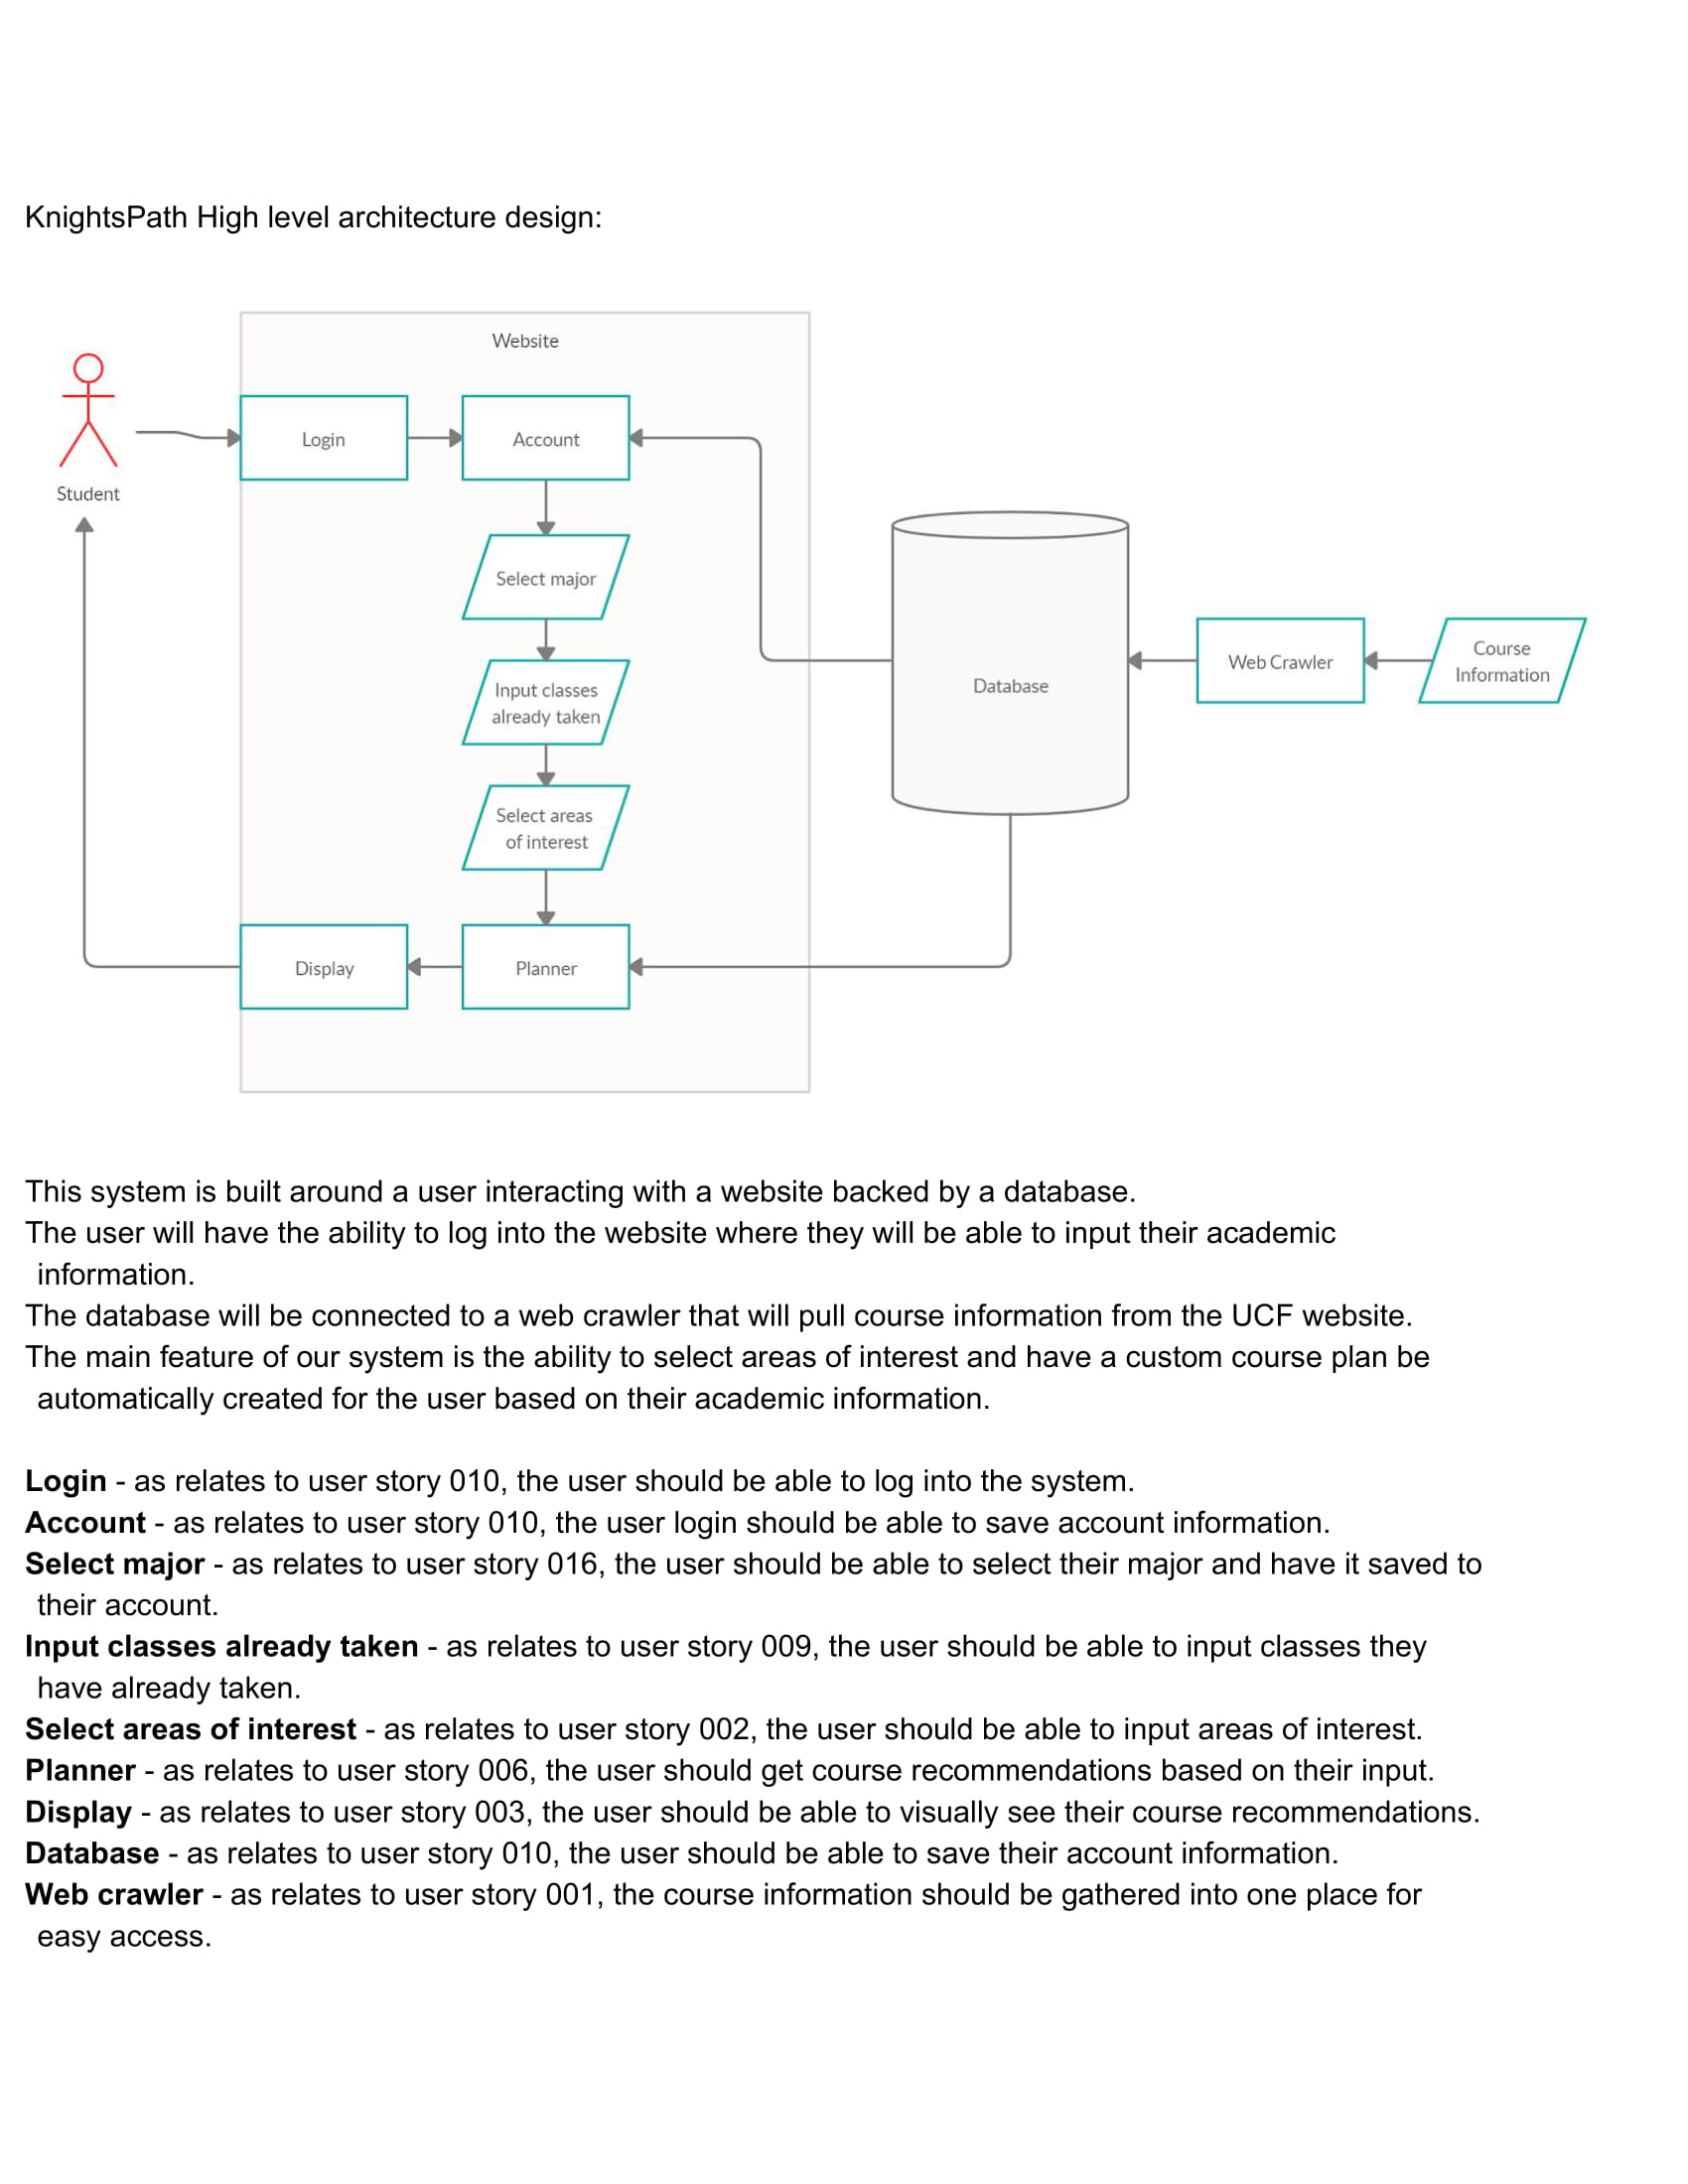 KnightsPath High level architecture design:
Website
Login
Account
Student
Select major
Input classes
already taken
Select areas
of interest
Display
Planner
Database
Web Crawler
Course
Information
This system is built around a user interacting with a website backed by a database.
The user will have the ability to log into the website where they will be able to input their academic
information.
The database will be connected to a web crawler that will pull course information from the UCF website.
The main feature of our system is the ability to select areas of interest and have a custom course plan be
automatically created for the user based on their academic information.
Login - as relates to user story 010, the user should be able to log into the system.
Account - as relates to user story 010, the user login should be able to save account information.
Select major - as relates to user story 016, the user should be able to select their major and have it saved to
their account.
Input classes already taken - as relates to user story 009, the user should be able to input classes they
have already taken.
Select areas of interest - as relates to user story 002, the user should be able to input areas of interest.
Planner - as relates to user story 006, the user should get course recommendations based on their input.
Display - as relates to user story 003, the user should be able to visually see their course recommendations.
Database - as relates to user story 010, the user should be able to save their account information.
Web crawler - as relates to user story 001, the course information should be gathered into one place for
easy access.